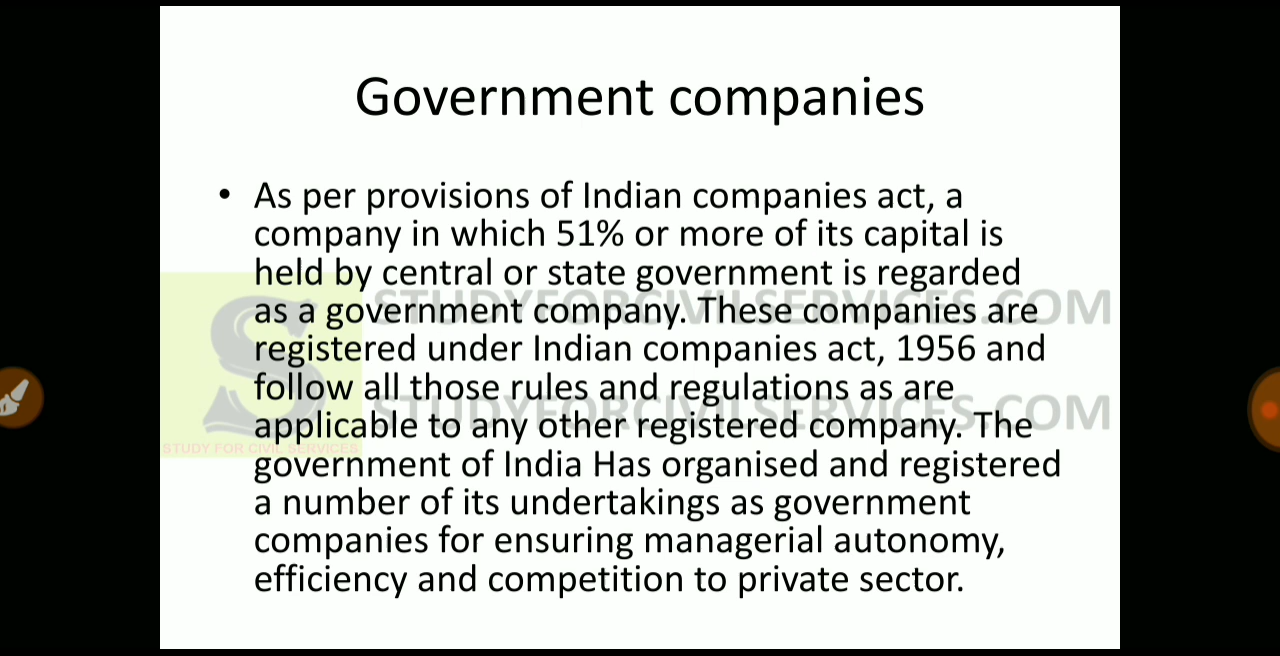 Government companies
• As per provisions of Indian companies act, a
company in which 51% or more of its capital is
held by central or state government is regarded
as a government company. These companies are
registered under Indian companies act, 1956 and
follow all those rules and regulations as are
applicable to any other registered company. The
government of India Has organised and registered
a number of its undertakings as government
companies for ensuring managerial autonomy,
efficiency and competition to private sector.
STUDYFORCIVILSERVICES.COM
STUDYFORCIVILSERVICES.COM
S
STUDY FOR CIVIL SERVICES